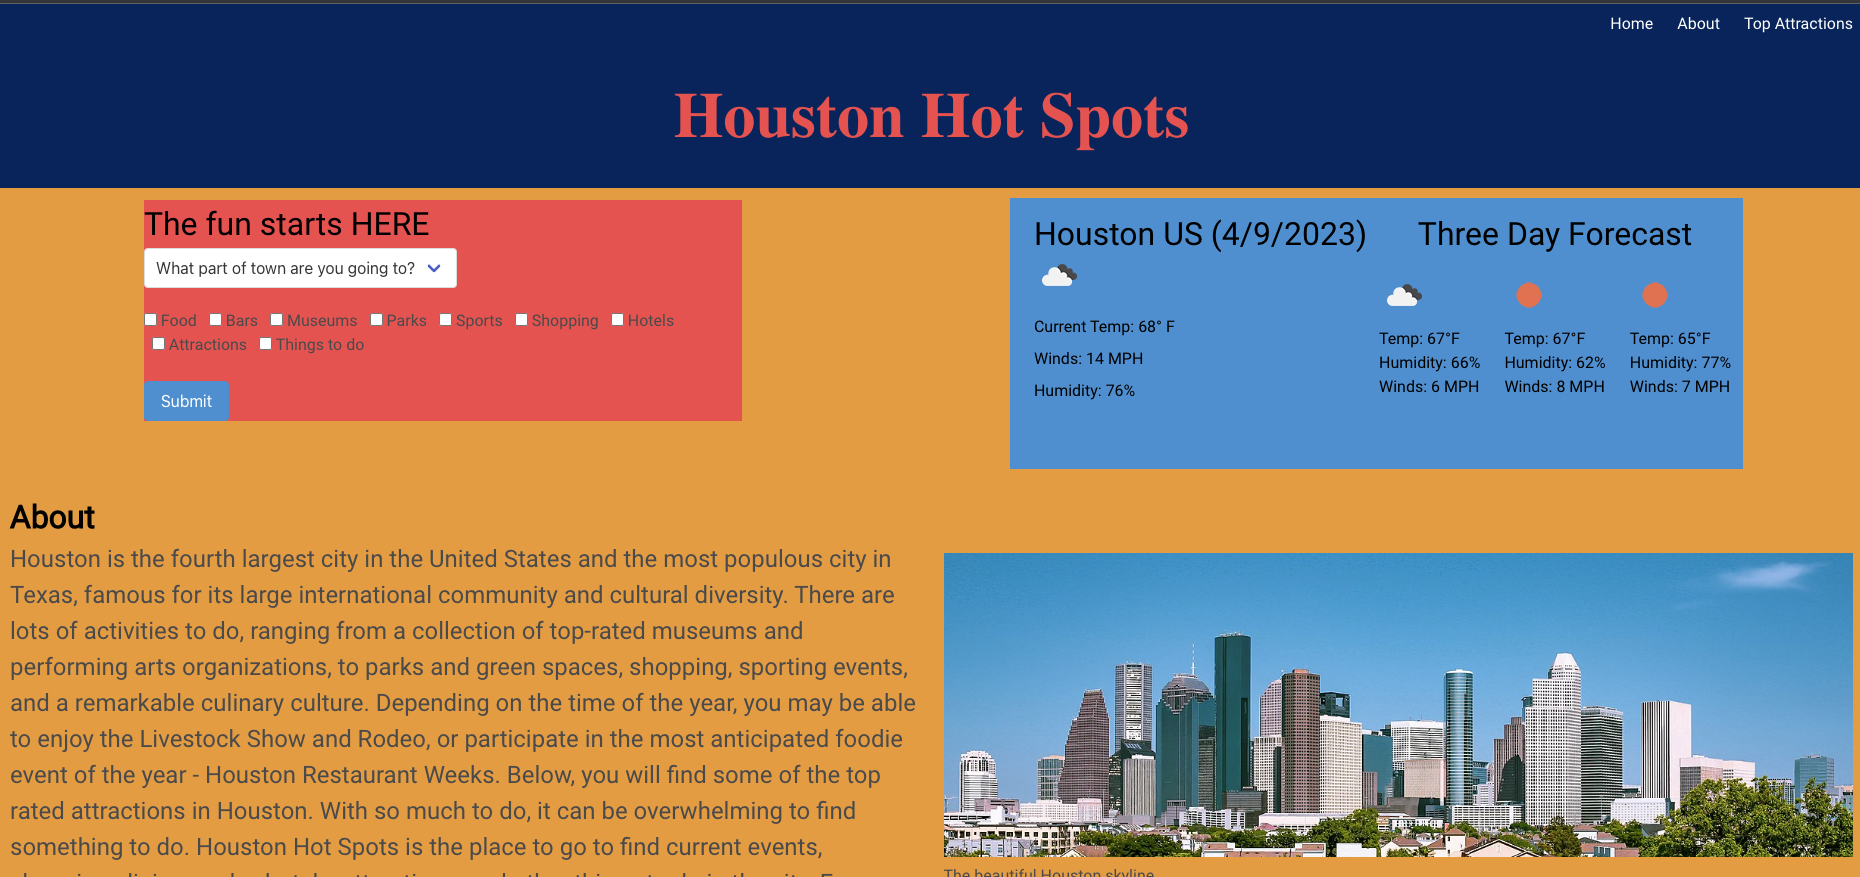 Home About Top Attractions
Houston Hot Spots
The fun starts HERE
What part of town are you going to?
Food Bars Museums Parks Sports Shopping Hotels
Attractions Things to do
Submit
Houston US (4/9/2023)
Current Temp: 68° F
Winds: 14 MPH
Humidity: 76%
Three Day Forecast
Temp: 67°F
Humidity: 66%
Winds: 6 MPH
Temp: 67°F
Humidity: 62%
Winds: 8 MPH
Temp: 65°F
Humidity: 77%
Winds: 7 MPH
About
Houston is the fourth largest city in the United States and the most populous city in
Texas, famous for its large international community and cultural diversity. There are
lots of activities to do, ranging from a collection of top-rated museums and
performing arts organizations, to parks and green spaces, shopping, sporting events,
and a remarkable culinary culture. Depending on the time of the year, you may be able
to enjoy the Livestock Show and Rodeo, or participate in the most anticipated foodie
event of the year - Houston Restaurant Weeks. Below, you will find some of the top
rated attractions in Houston. With so much to do, it can be overwhelming to find
something to do. Houston Hot Spots is the place to go to find current events,
The beautiful Houston skyline